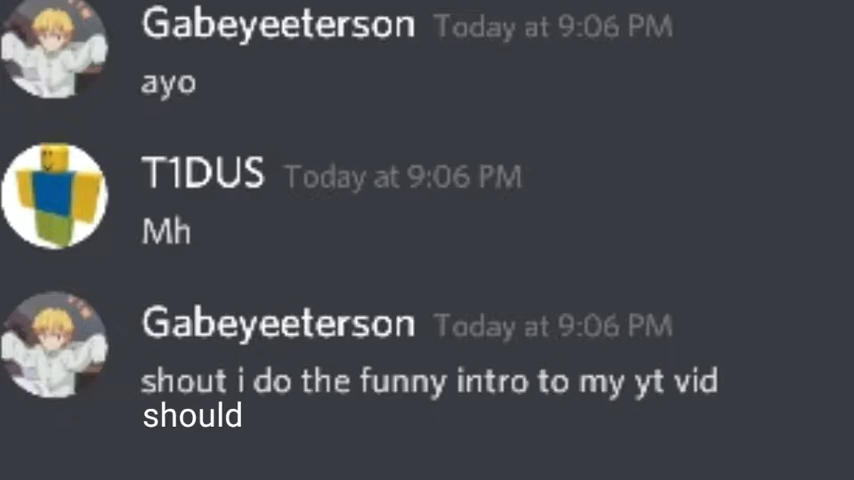 Gabeyeeterson Today at 9:06 PM
ayo
T1DUS Today at 9:06 PM
Mh
Gabeyeeterson Today at 9:06 PM
shout i do the funny intro to my yt vid
should